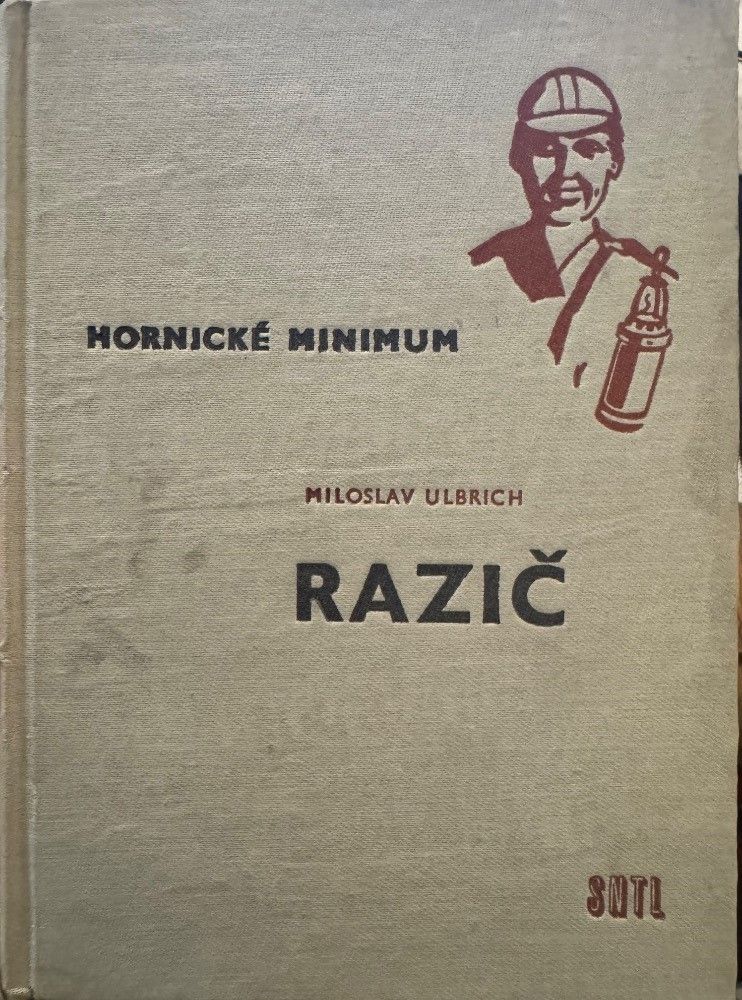 HORNICKÉ MINIMUM
MILOSLAV ULBRICH
RAZIČ
SNTL